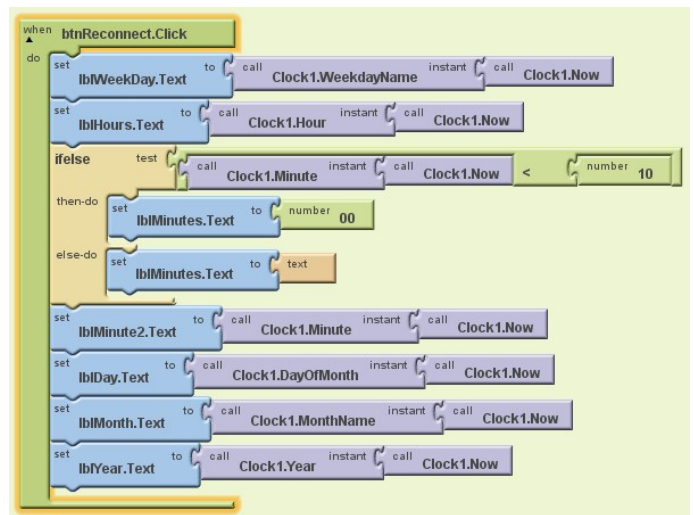 when btnReconnect.Click
do set lblWeekDay.Text to call Clock1.WeekdayName instant call Clock1.Now
set lblHours.Text to call Clock1.Hour instant call Clock1.Now
ifelse test call Clock1.Minute instant call Clock1.Now < number 10
then-do set lblMinutes.Text to number 00
else-do set lblMinutes.Text to text
set lblMinute2.Text to call Clock1.Minute instant call Clock1.Now
set lblDay.Text to call Clock1.DayOfMonth instant call Clock1.Now
set lblMonth.Text to call Clock1.MonthName instant call Clock1.Now
set lblYear.Text to call Clock1.Year instant call Clock1.Now